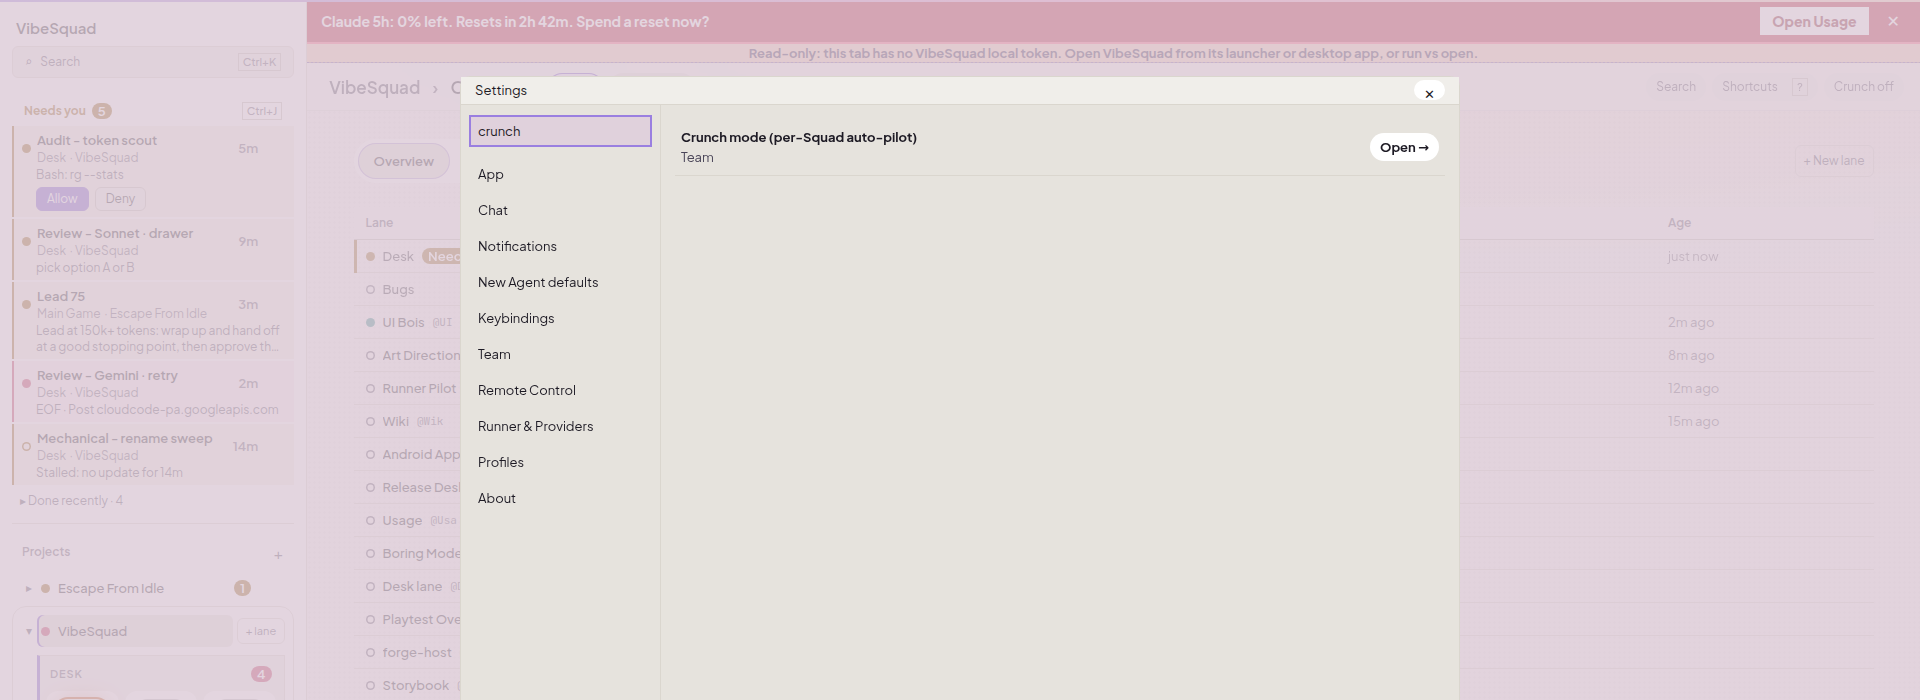 VibeSquad
Search
Ctrl+K
Needs you 5
Ctrl+J
Audit - token scout
5m
Desk · VibeSquad
Bash: rg --stats
Allow
Deny
Review - Sonnet · drawer
9m
Desk · VibeSquad
pick option A or B
Lead 75
3m
Main Game · Escape From Idle
Lead at 150k+ tokens: wrap up and hand off
at a good stopping point, then approve th...
Review - Gemini · retry
2m
Desk · VibeSquad
EOF · Post cloudcode-pa.googleapis.com
Mechanical - rename sweep
14m
Desk · VibeSquad
Stalled: no update for 14m
▸ Done recently · 4
Projects
+
▸ Escape From Idle 1
▾ VibeSquad
+ lane
DESK 4
Claude 5h: 0% left. Resets in 2h 42m. Spend a reset now?
Open Usage
×
Read-only: this tab has no VibeSquad local token. Open VibeSquad from its launcher or desktop app, or run vs open.
VibeSquad ›
Search
Shortcuts ?
Crunch off
Overview
+ New lane
Lane
Age
Desk
just now
Bugs
UI Bois @UI
2m ago
Art Direction
8m ago
Runner Pilot
12m ago
Wiki @Wik
15m ago
Android App
Release Des
Usage @Usa
Boring Mode
Desk lane
Playtest Ove
forge-host
Storybook
Settings
×
crunch
App
Chat
Notifications
New Agent defaults
Keybindings
Team
Remote Control
Runner & Providers
Profiles
About
Crunch mode (per-Squad auto-pilot)
Team
Open →